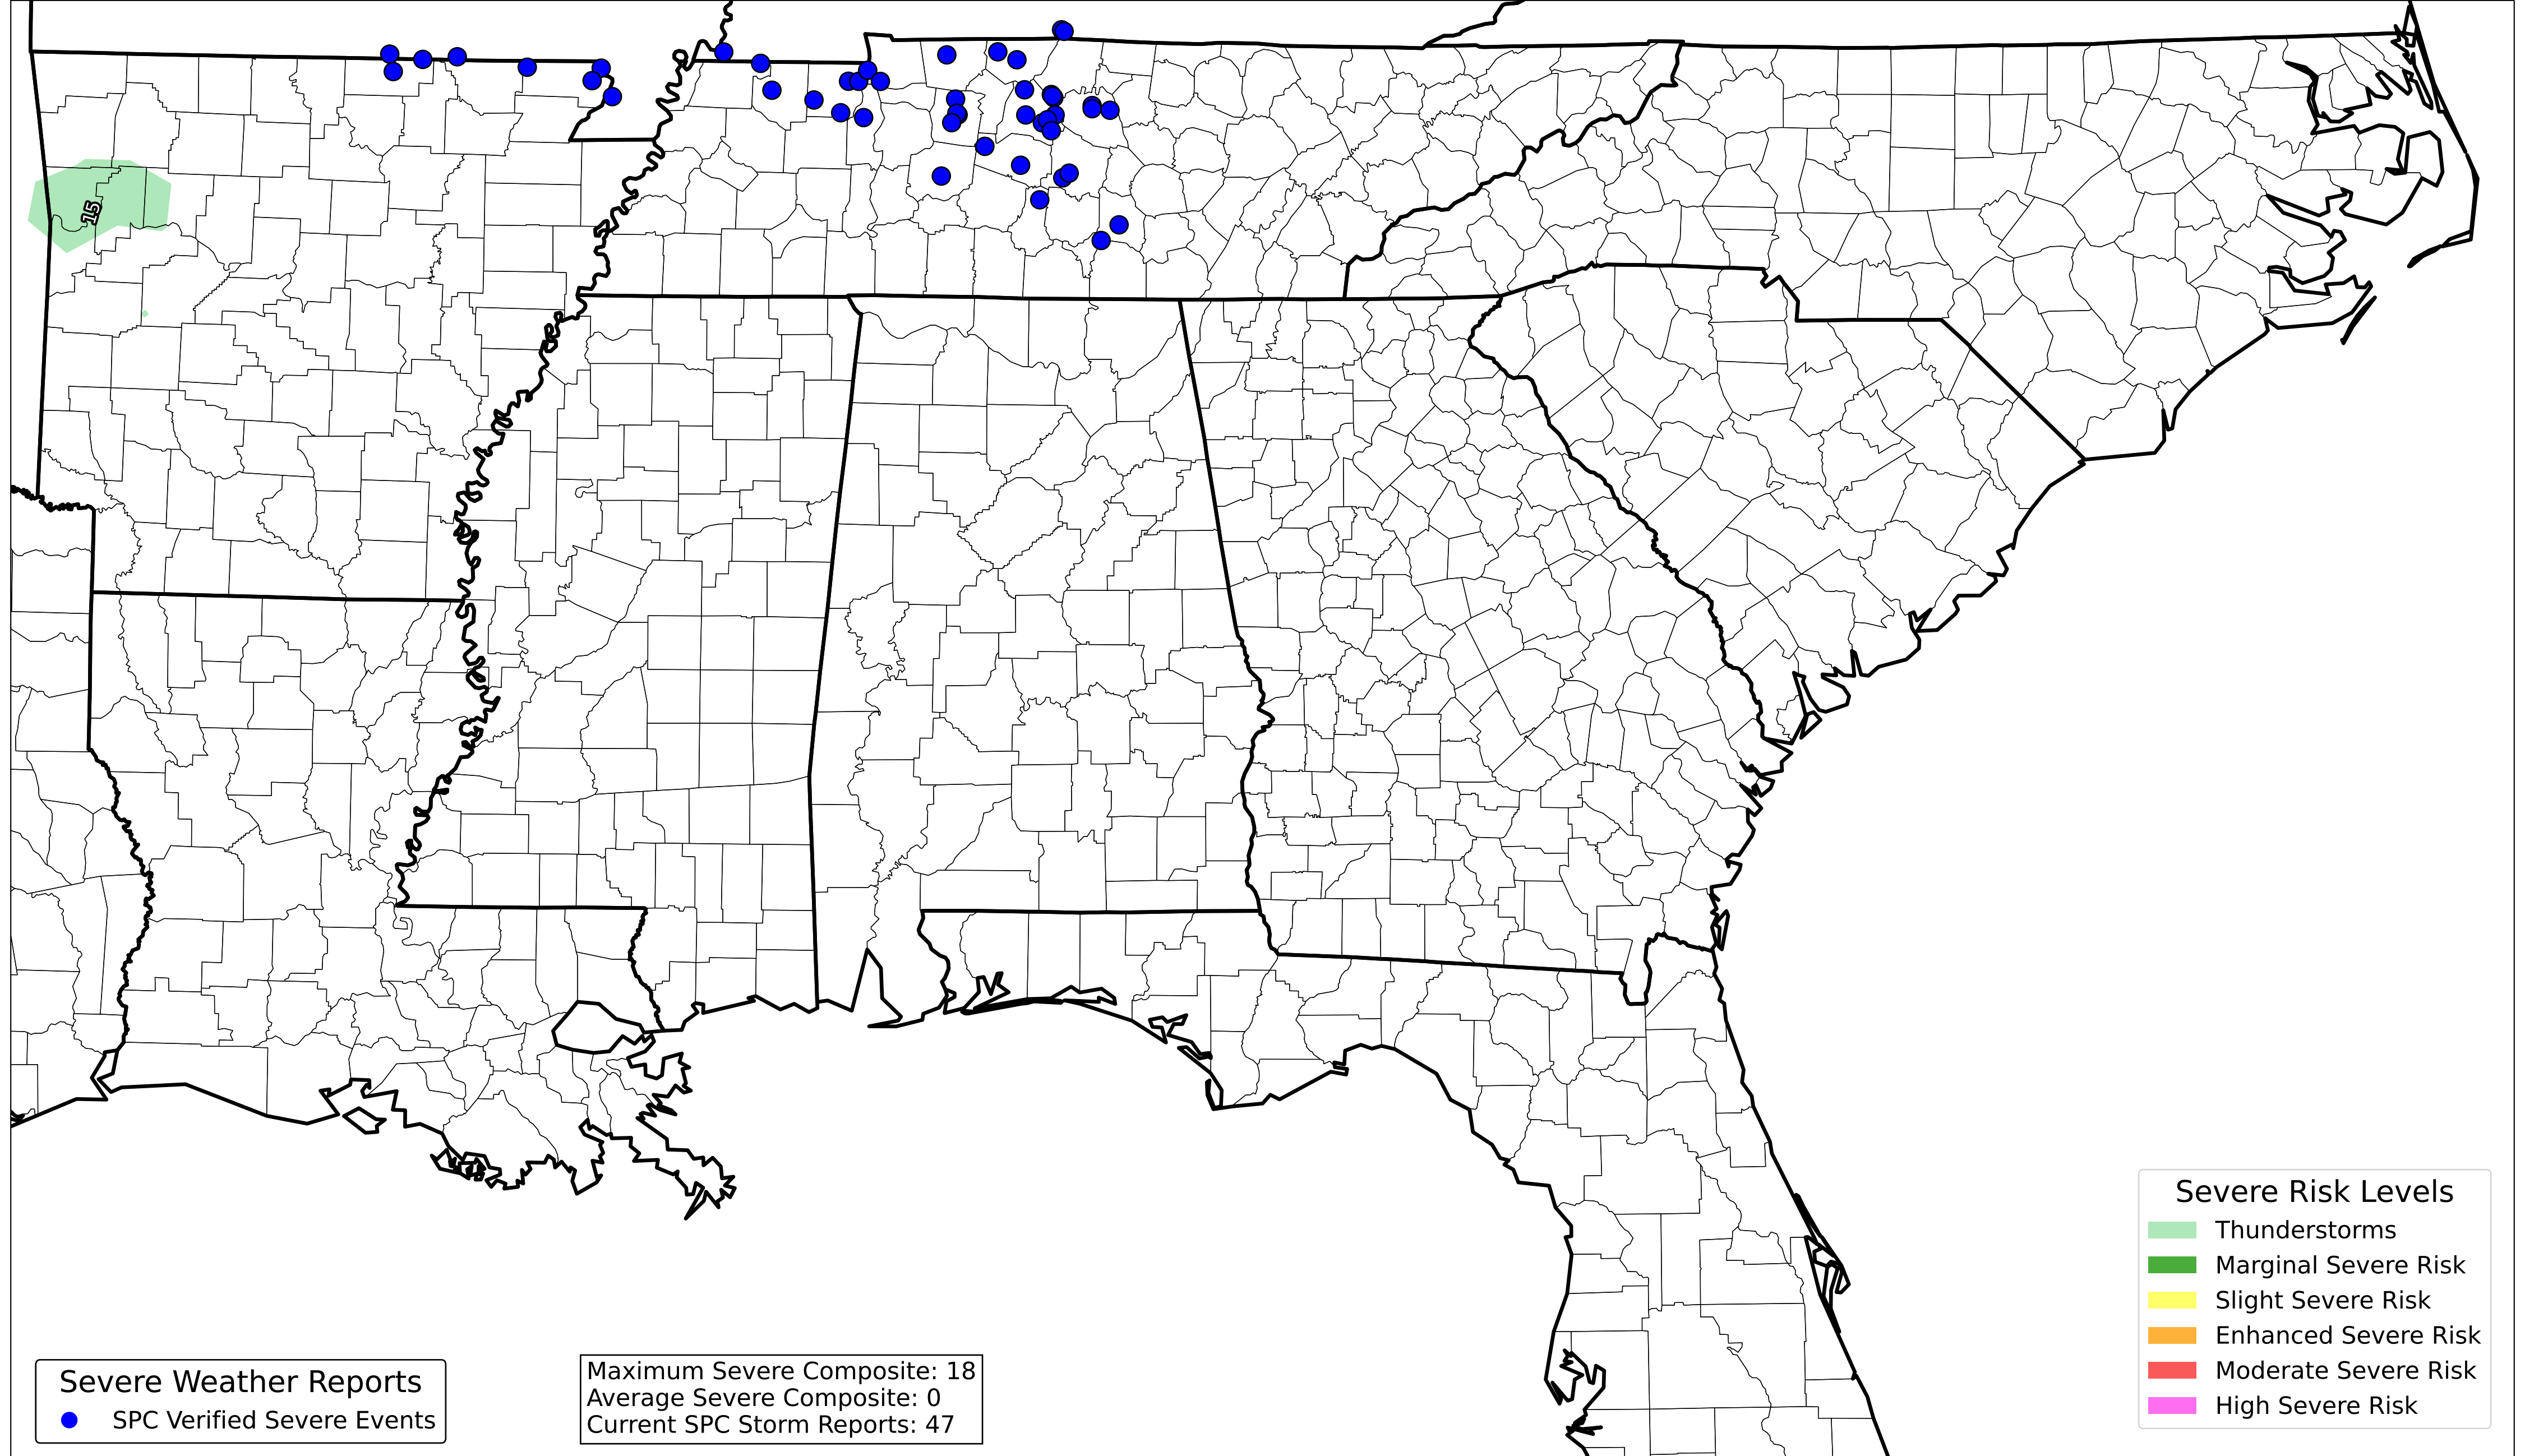 15
Severe Weather Reports
SPC Verified Severe Events
Maximum Severe Composite: 18
Average Severe Composite: 0
Current SPC Storm Reports: 47
Severe Risk Levels
Thunderstorms
Marginal Severe Risk
Slight Severe Risk
Enhanced Severe Risk
Moderate Severe Risk
High Severe Risk